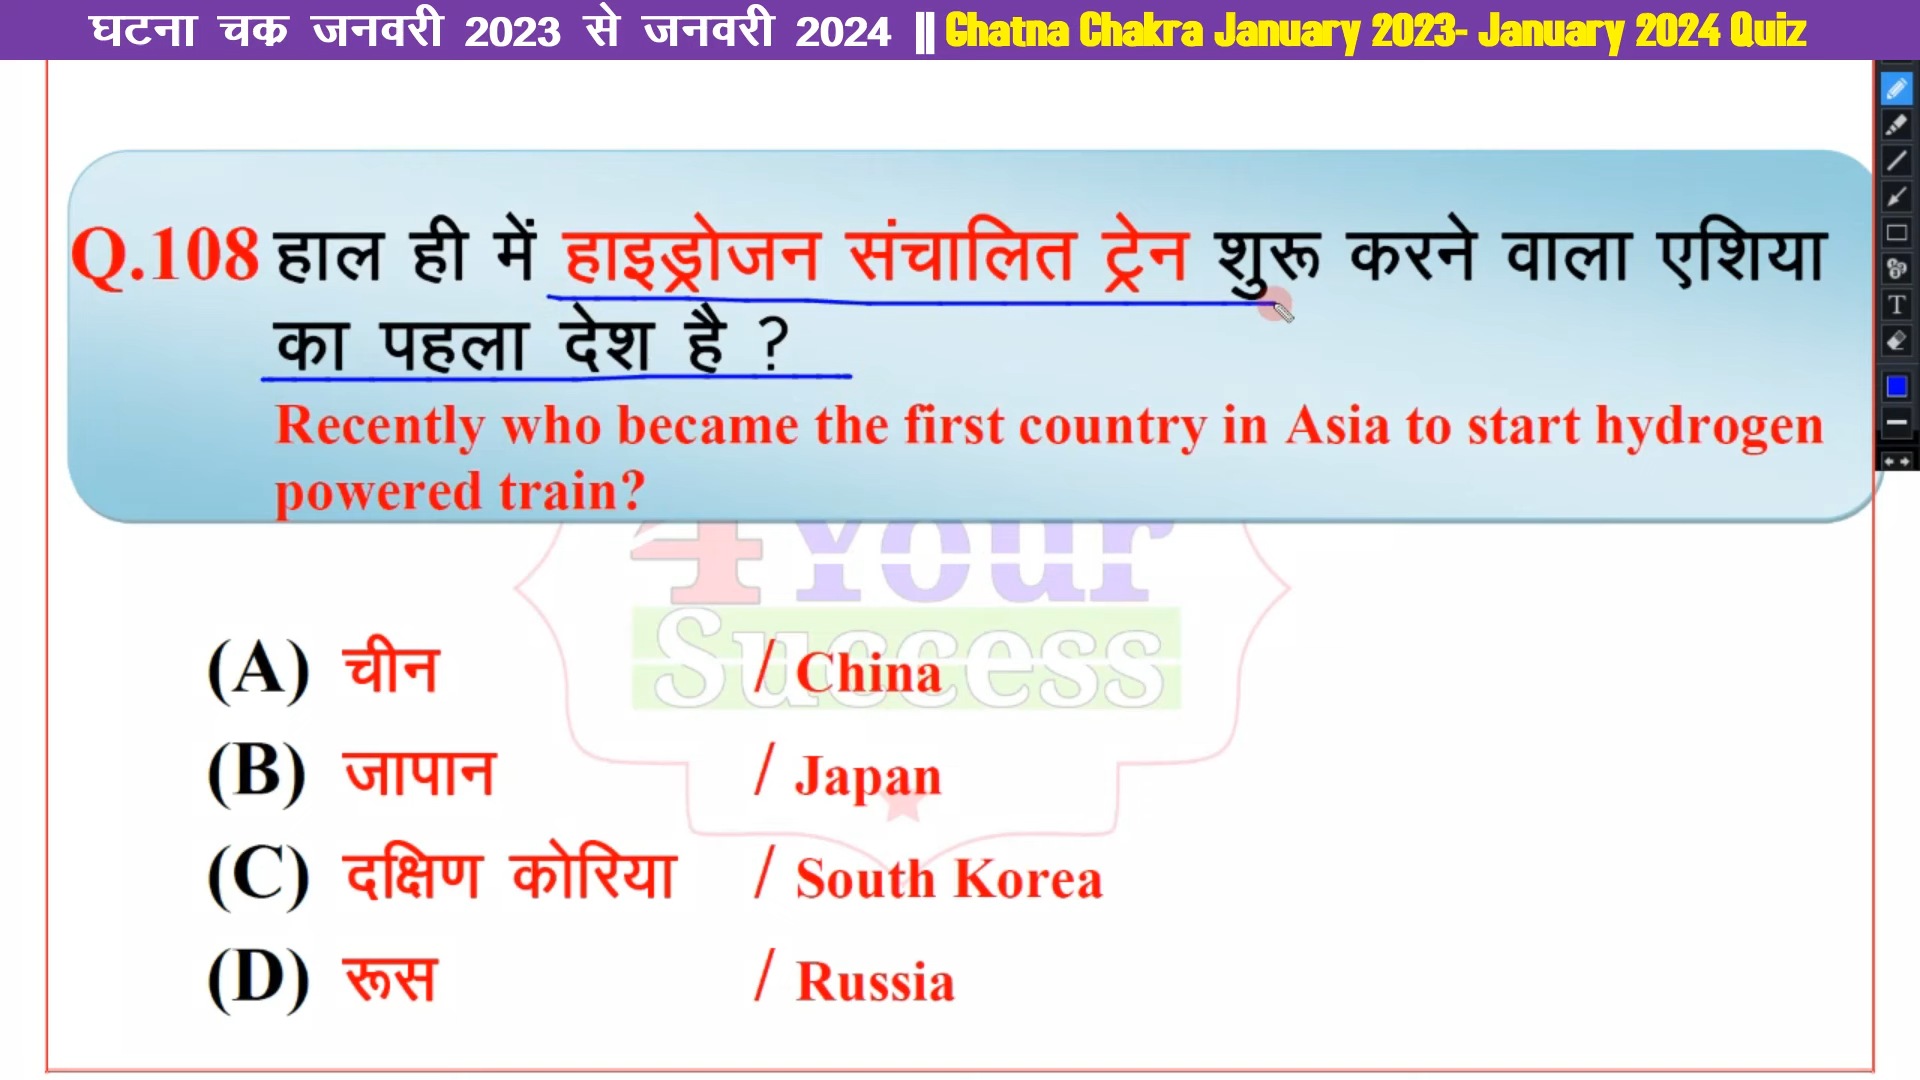 घटना चक्र जनवरी 2023 से जनवरी 2024 || Ghatna Chakra January 2023- January 2024 Quiz
Q.108 हाल ही में हाइड्रोजन संचालित ट्रेन शुरू करने वाला एशिया
का पहला देश है ?
Recently who became the first country in Asia to start hydrogen
powered train?
4Your
Success
(A) चीन / China
(B) जापान / Japan
(C) दक्षिण कोरिया / South Korea
(D) रूस / Russia
T